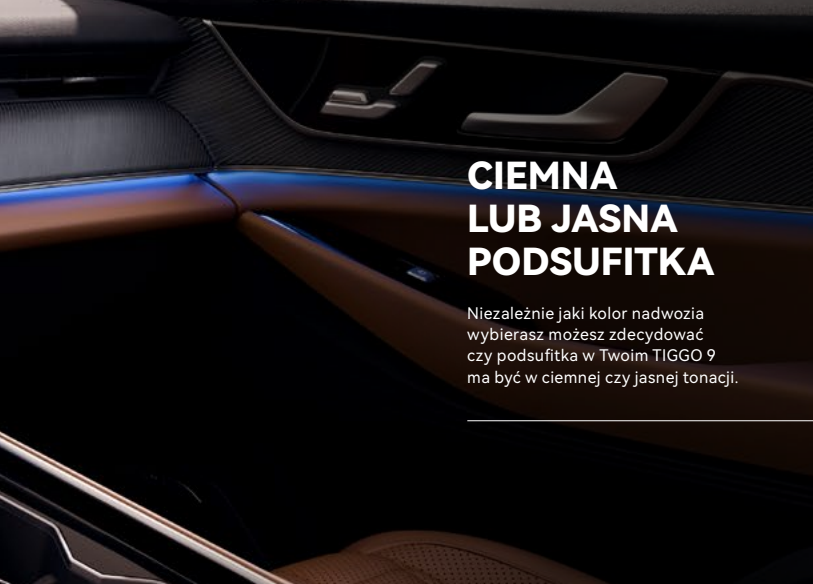 CIEMNA
LUB JASNA
PODSUFITKA
Niezależnie jaki kolor nadwozia
wybierasz możesz zdecydować
czy podsufitka w Twoim TIGGO 9
ma być w ciemnej czy jasnej tonacji.